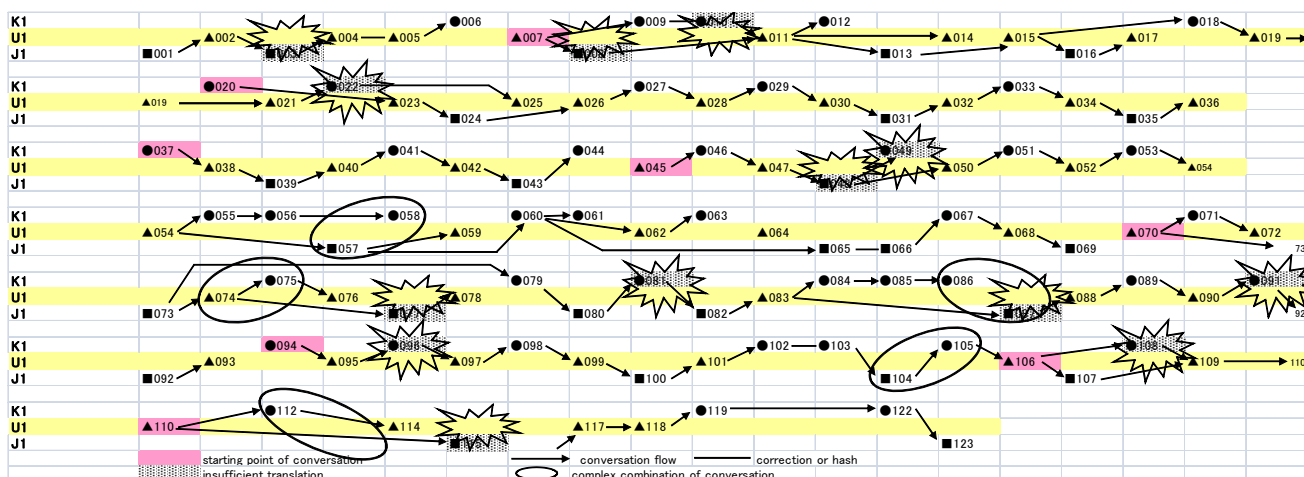 K1 ●006 ●009 ●012 ●018
U1 ▲002 ▲004 ▲005 ▲007 ▲011 ▲014 ▲015 ▲017 ▲019
J1 ■001 ■013 ■016
K1 ●020 ●022 ●027 ●029 ●033
U1 ▲019 ▲021 ▲023 ▲025 ▲026 ▲028 ▲030 ▲032 ▲034 ▲036
J1 ■024 ■031 ■035
K1 ●037 ●041 ●044 ●046 ●049 ●051 ●053
U1 ▲038 ▲040 ▲042 ▲045 ▲047 ▲050 ▲052 ▲054
J1 ■039 ■043
K1 ●055 ●056 ●058 ●060 ●061 ●063 ●067 ●071
U1 ▲054 ▲059 ▲062 ▲064 ▲068 ▲070 ▲072
J1 ■057 ■065 ■066 ■069 73
K1 ●075 ●079 ●081 ●084 ●085 ●086 ●089
U1 ▲074 ▲076 ▲078 ▲083 ▲088 ▲090
J1 ■073 ■080 ■082 92
K1 ●094 ●096 ●098 ●102 ●103 ●105 ●108
U1 ▲093 ▲095 ▲097 ▲099 ▲101 ▲106 ▲109 110
J1 ■092 ■100 ■104 ■107
K1 ●112 ●119 ●122
U1 ▲110 ▲114 ▲117 ▲118
J1 ■123
starting point of conversation conversation flow correction or hash
insufficient translation complex combination of conversation